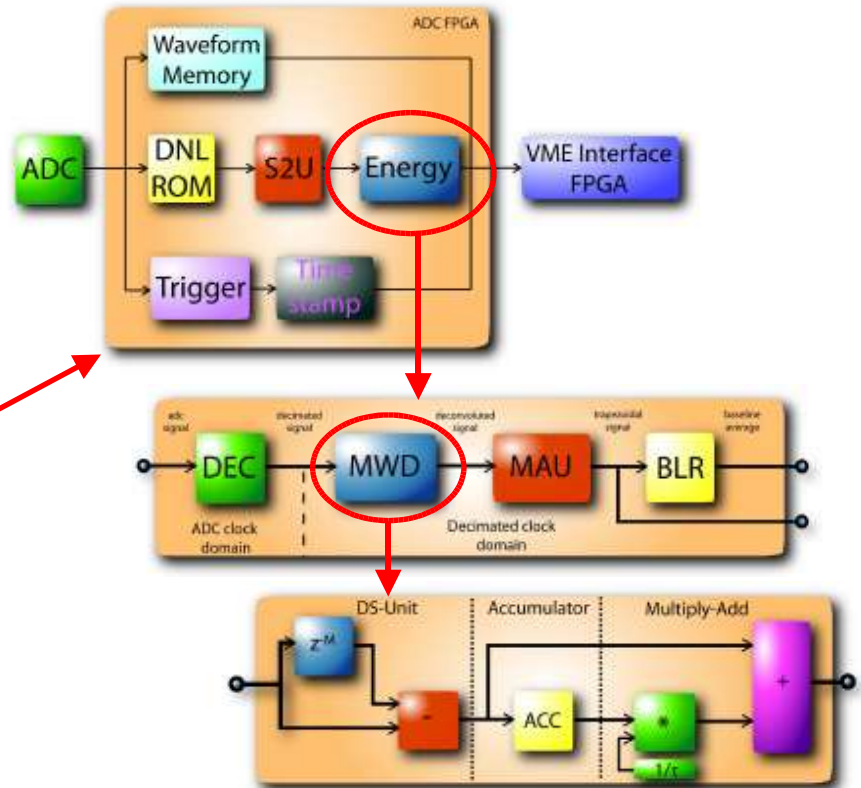 ADC FPGA
Waveform
Memory
ADC
DNL
ROM
S2U
Energy
VME Interface
FPGA
Trigger
Time
stamp
adc
signal
decimated
signal
deconvoluted
signal
trapezoidal
signal
baseline
average
DEC
MWD
MAU
BLR
ADC clock
domain
Decimated clock
domain
DS-Unit
Accumulator
Multiply-Add
z-M
-
ACC
*
+
1/τ